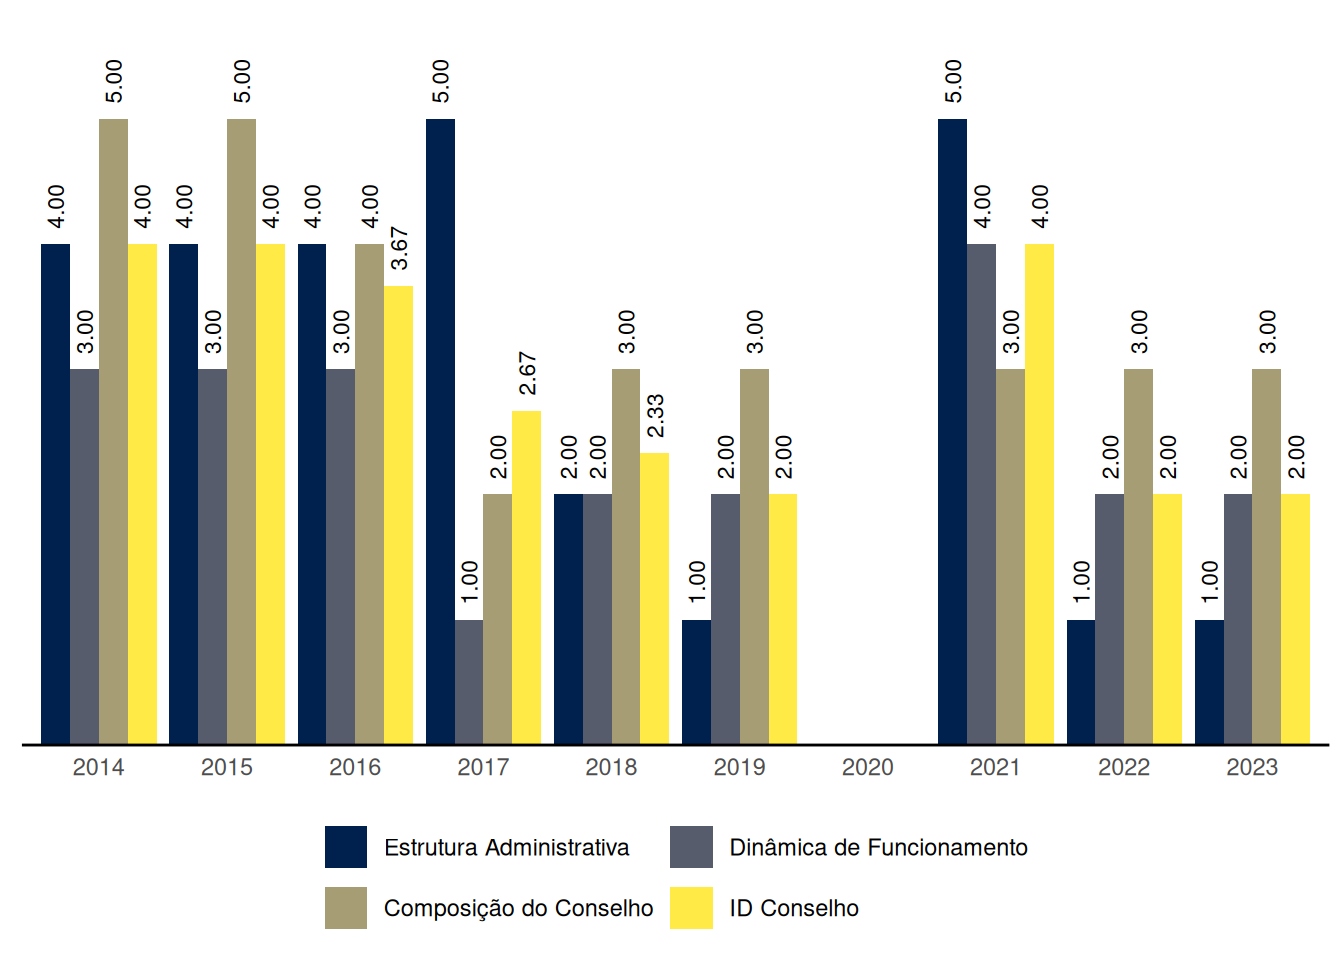 5.00 5.00 5.00 5.00
4.00 4.00 4.00 4.00 4.00 4.00 4.00 4.00
3.67
3.00 3.00 3.00 3.00 3.00 3.00 3.00 3.00
2.67
2.33
2.00 2.00 2.00 2.00 2.00 2.00 2.00 2.00 2.00
1.00 1.00 1.00 1.00
2014 2015 2016 2017 2018 2019 2020 2021 2022 2023
Estrutura Administrativa Dinâmica de Funcionamento
Composição do Conselho ID Conselho